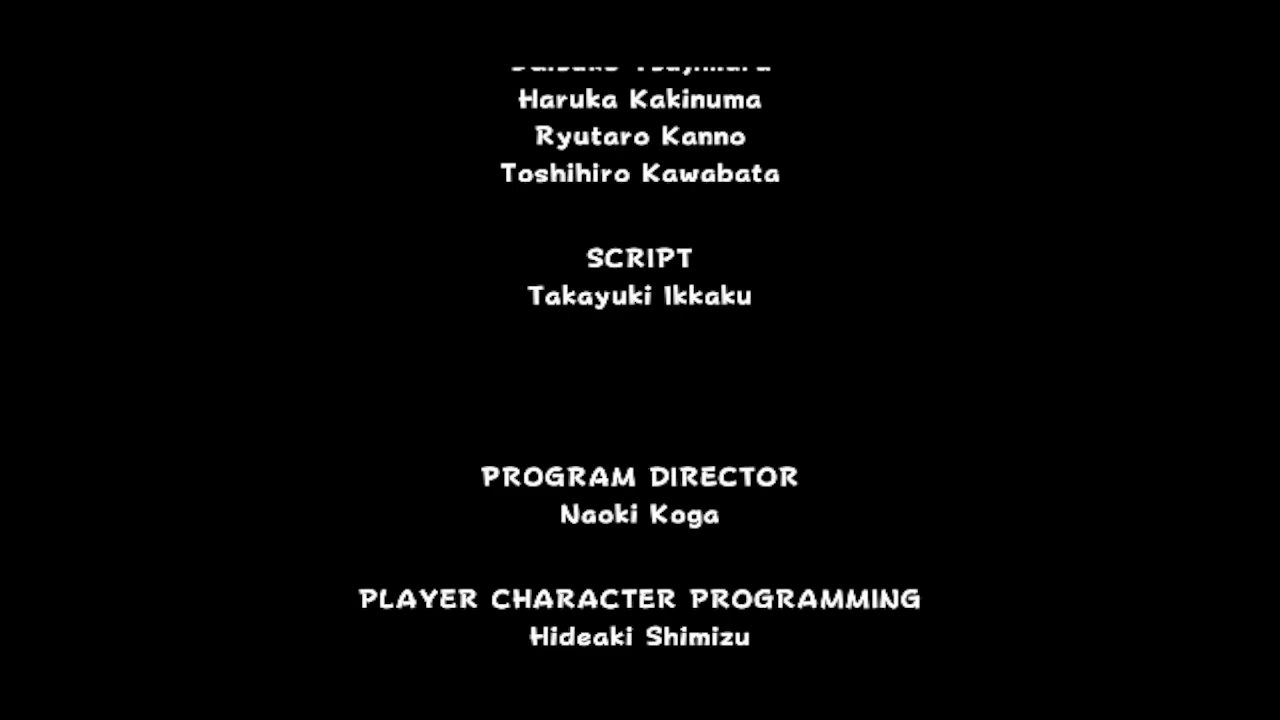 Haruka Kakinuma
Ryutaro Kanno
Toshihiro Kawabata
SCRIPT
Takayuki Ikkaku
PROGRAM DIRECTOR
Naoki Koga
PLAYER CHARACTER PROGRAMMING
Hideaki Shimizu